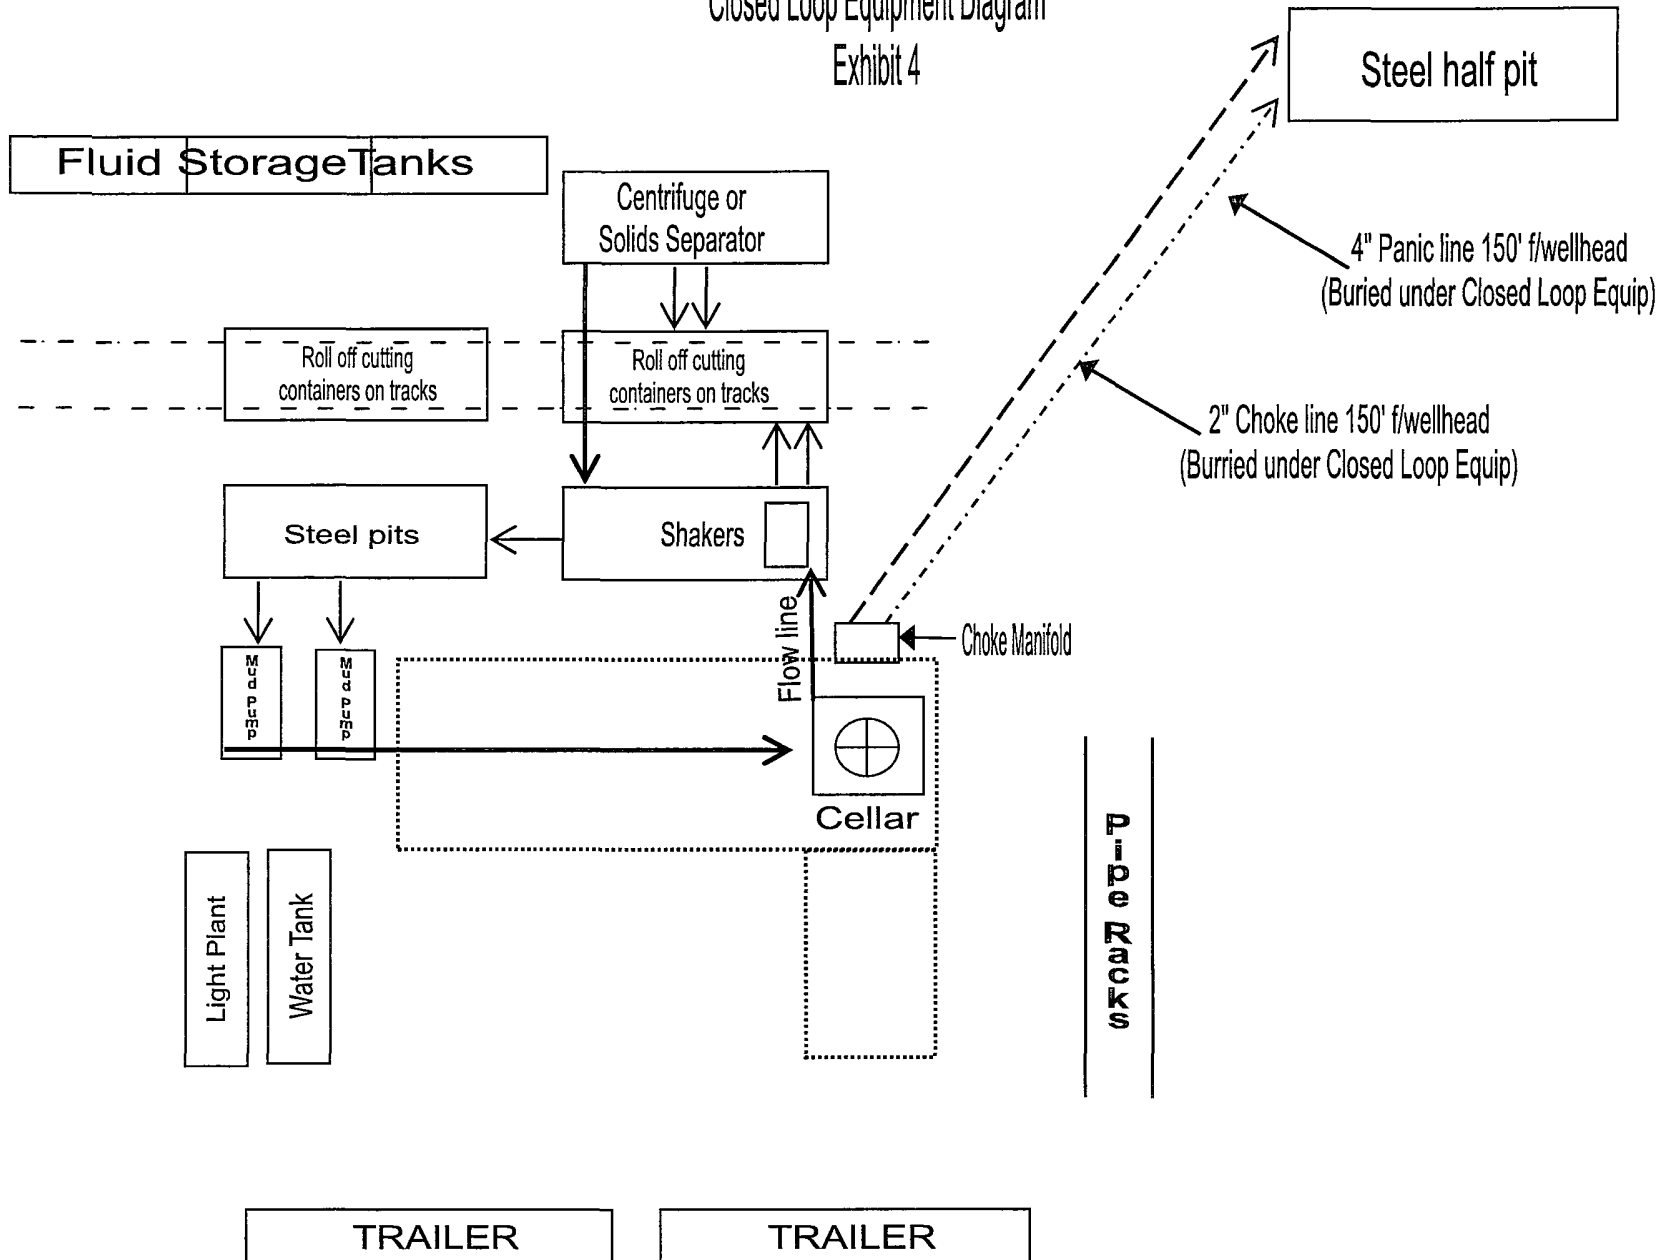 Closed Loop Equipment Diagram
Exhibit 4
Steel half pit
Fluid StorageTanks
Centrifuge or
Solids Separator
4" Panic line 150' f/wellhead
(Buried under Closed Loop Equip)
Roll off cutting
containers on tracks
Roll off cutting
containers on tracks
2" Choke line 150' f/wellhead
(Burried under Closed Loop Equip)
Steel pits
Shakers
Flow line
Choke Manifold
Mud Pump
Mud Pump
Cellar
Pipe Racks
Light Plant
Water Tank
TRAILER
TRAILER